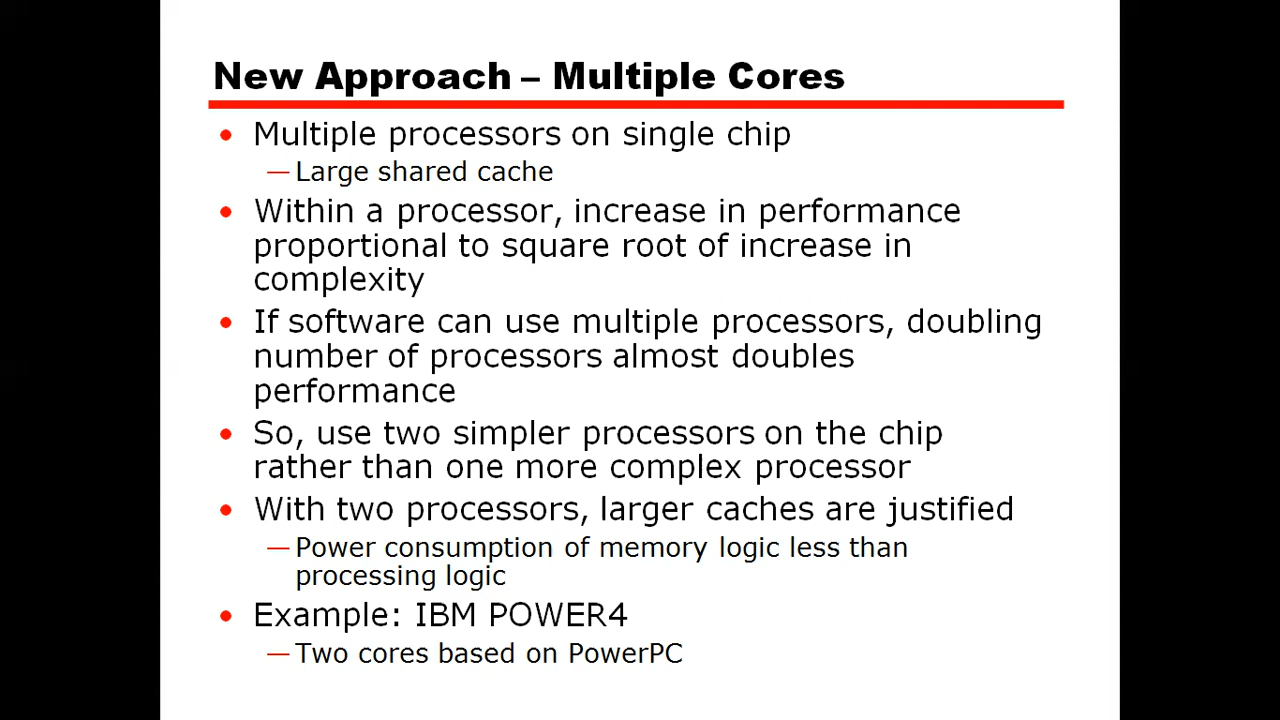 New Approach – Multiple Cores
• Multiple processors on single chip
— Large shared cache
• Within a processor, increase in performance
proportional to square root of increase in
complexity
• If software can use multiple processors, doubling
number of processors almost doubles
performance
• So, use two simpler processors on the chip
rather than one more complex processor
• With two processors, larger caches are justified
— Power consumption of memory logic less than
processing logic
• Example: IBM POWER4
— Two cores based on PowerPC